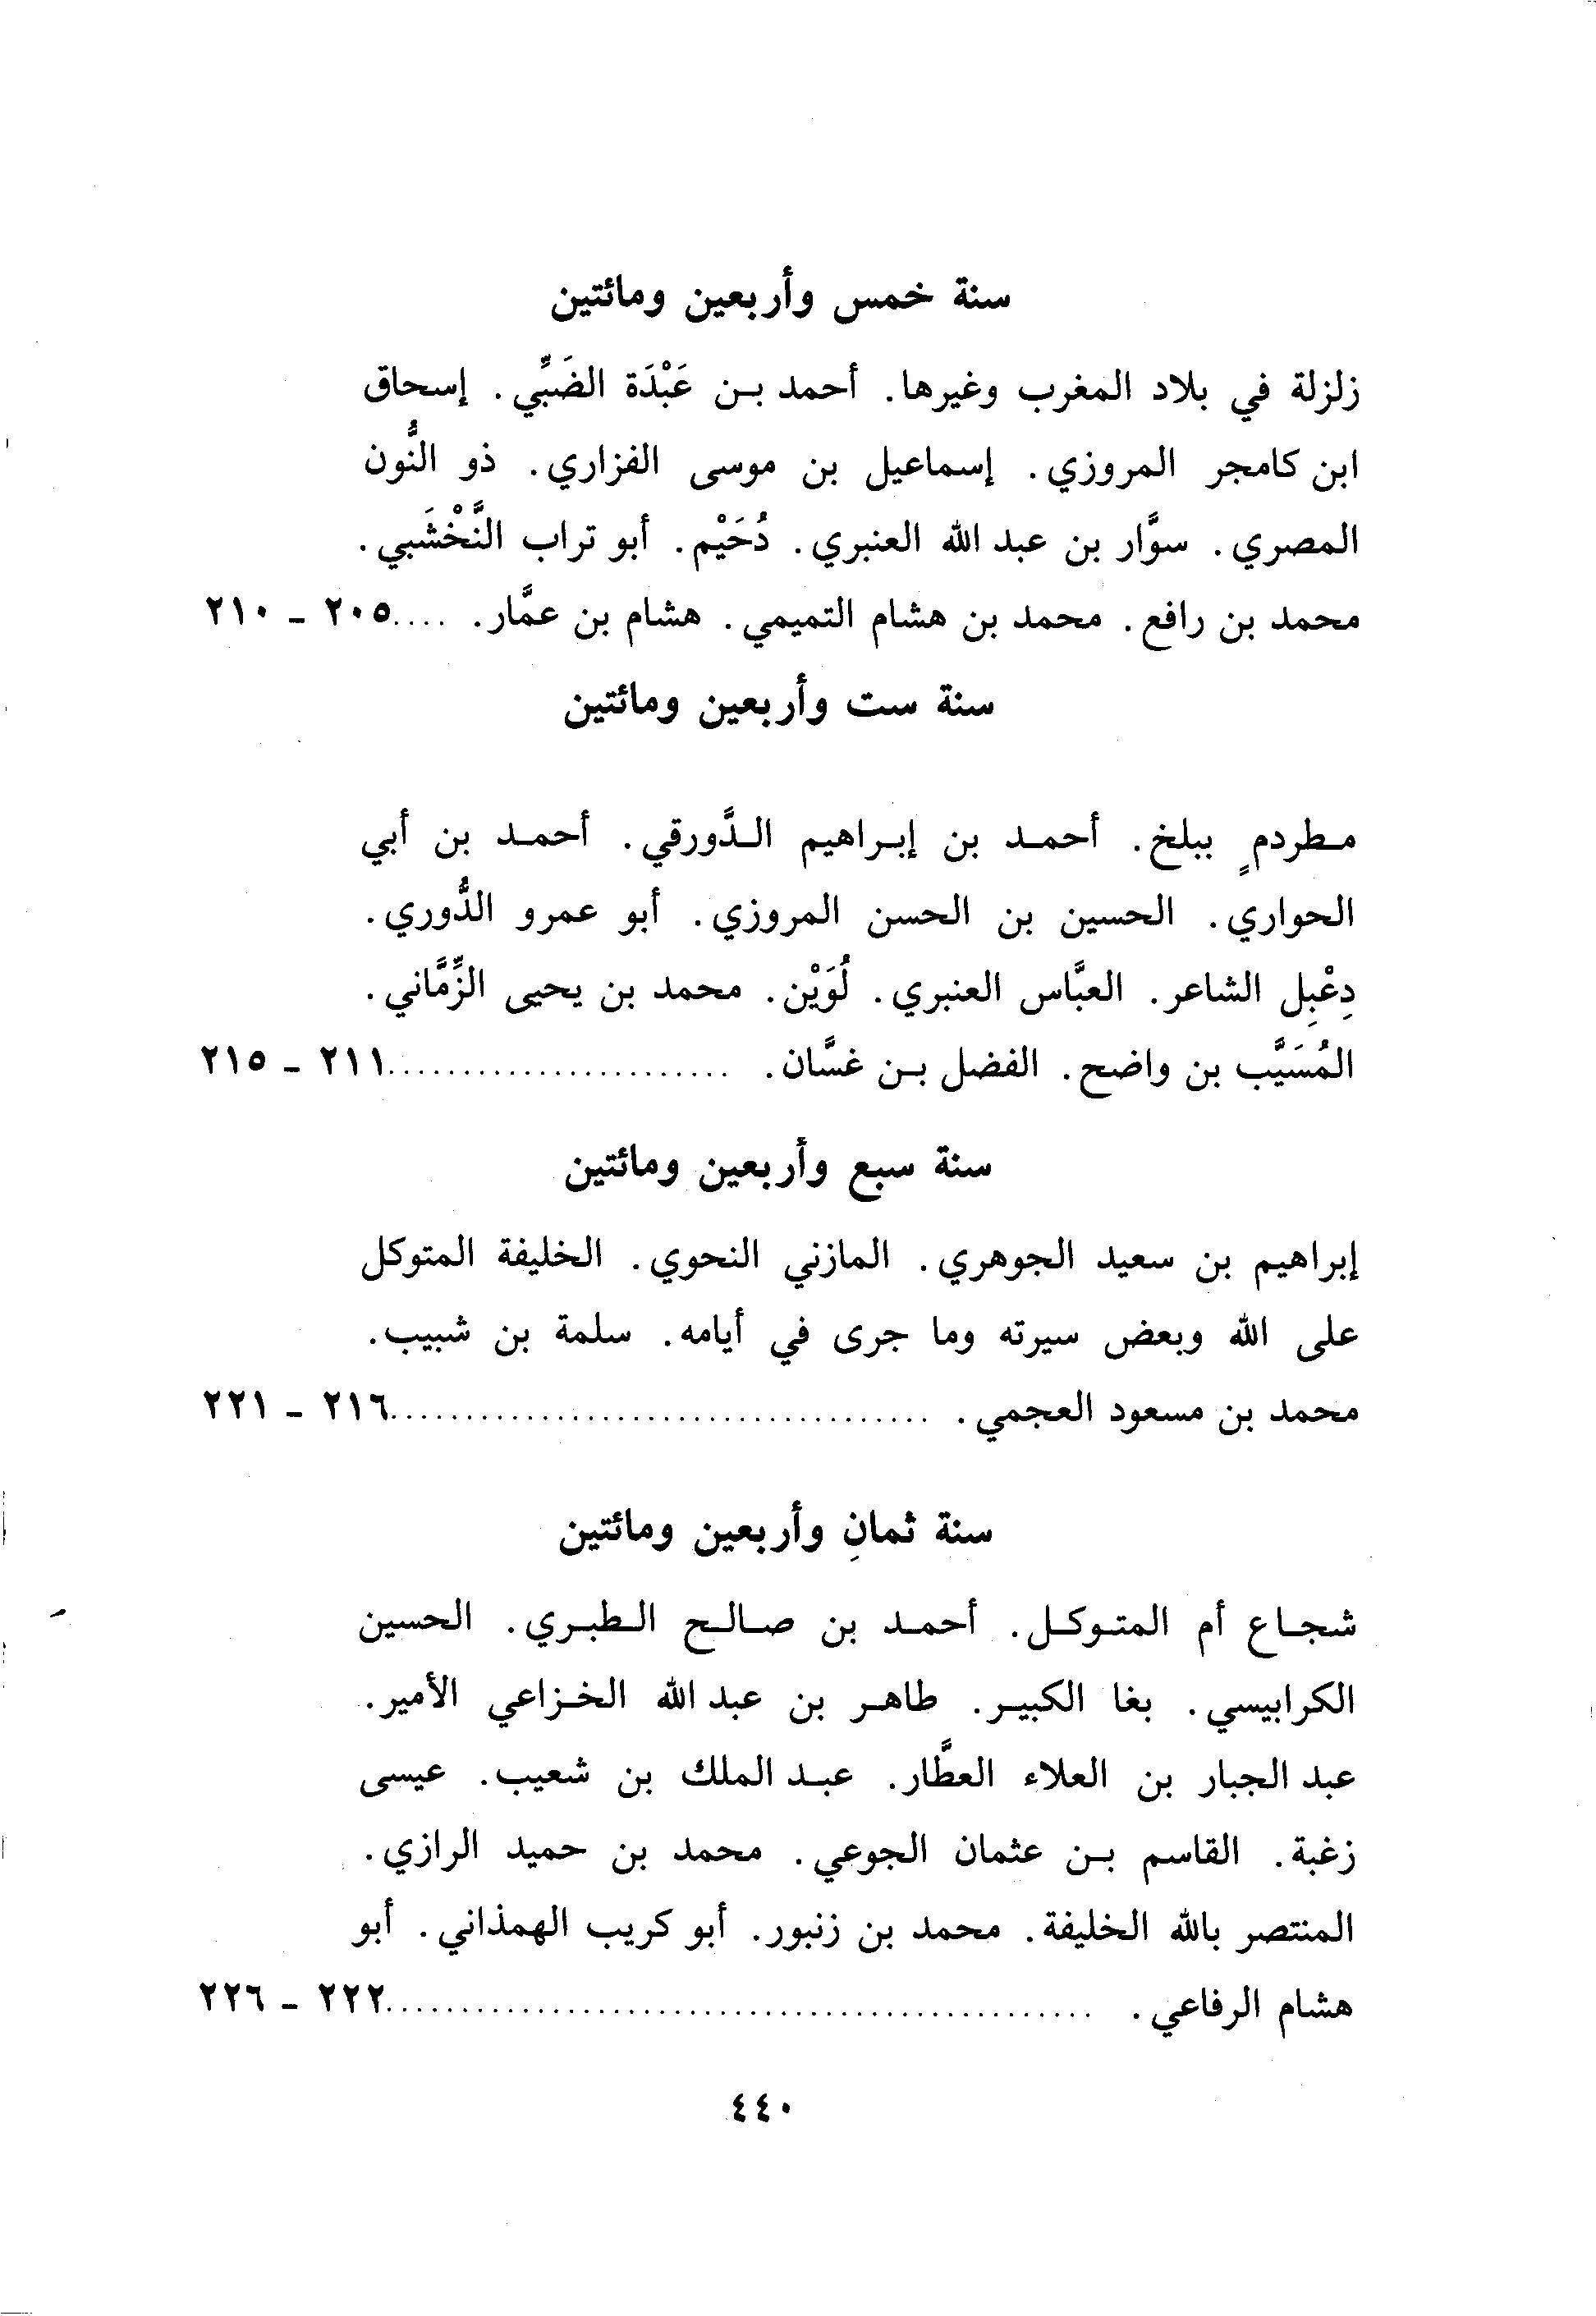 سنة خمس وأربعين ومائتين
زلزلة في بلاد المغرب وغيرها. أحمد بن عَبْدَة الضَبِّي. إسحاق
ابن كامجر المروزي. إسماعيل بن موسى الفزاري. ذو النُّون
المصري. سوَّار بن عبد الله العنبري. دُحَيْم. أبو تراب النَّخْشَبي.
محمد بن رافع. محمد بن هشام التميمي. هشام بن عمَّار. ....٢٠٥ - ٢١٠
سنة ست وأربعين ومائتين
مطردمٍ ببلخ. أحمد بن إبراهيم الدَّورقي. أحمد بن أبي
الحواري. الحسين بن الحسن المروزي. أبو عمرو الدُّوري.
دِعْبِل الشاعر. العبَّاس العنبري. لُوَيْن. محمد بن يحيى الزِّمَّاني.
المُسَيَّب بن واضح. الفضل بن غسَّان. .......................٢١١ - ٢١٥
سنة سبع وأربعين ومائتين
إبراهيم بن سعيد الجوهري. المازني النحوي. الخليفة المتوكل
على الله وبعض سيرته وما جرى في أيامه. سلمة بن شبيب.
محمد بن مسعود العجمي. ....................................٢١٦ - ٢٢١
سنة ثمانِ وأربعين ومائتين
شجاع أم المتوكل. أحمد بن صالح الطبري. الحسين
الكرابيسي. بغا الكبير. طاهر بن عبد الله الخزاعي الأمير.
عبد الجبار بن العلاء العطَّار. عبد الملك بن شعيب. عيسى
زغبة. القاسم بن عثمان الجوعي. محمد بن حميد الرازي.
المنتصر بالله الخليفة. محمد بن زنبور. أبو كريب الهمذاني. أبو
هشام الرفاعي. ...............................................٢٢٢ - ٢٢٦
٤٤٠